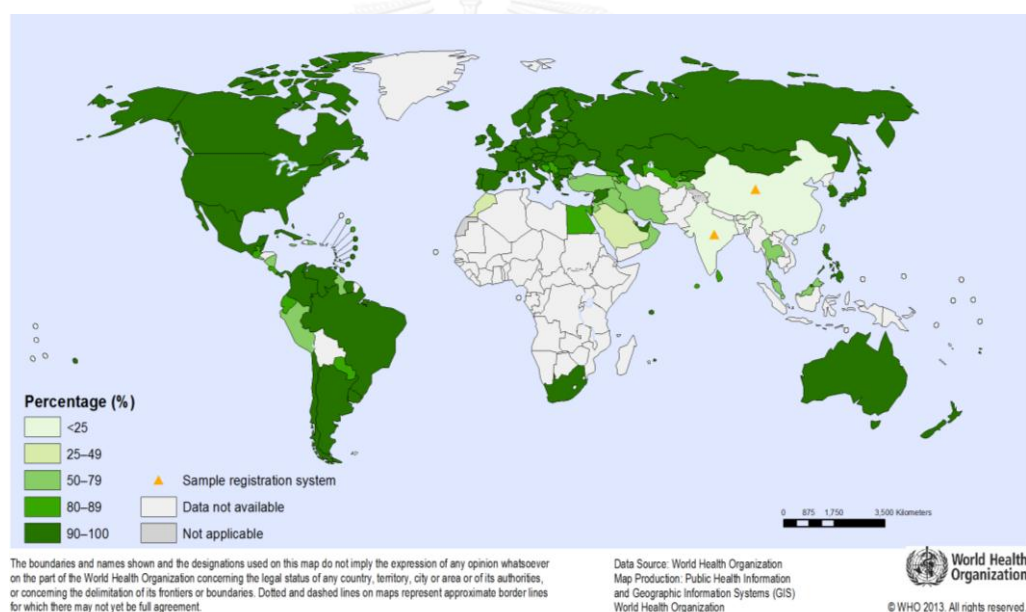 Percentage (%)
<25
25–49
50–79
80–89
90–100
Sample registration system
Data not available
Not applicable
0 875 1,750 3,500 Kilometers
The boundaries and names shown and the designations used on this map do not imply the expression of any opinion whatsoever
on the part of the World Health Organization concerning the legal status of any country, territory, city or area or of its authorities,
or concerning the delimitation of its frontiers or boundaries. Dotted and dashed lines on maps represent approximate border lines
for which there may not yet be full agreement.
Data Source: World Health Organization
Map Production: Public Health Information
and Geographic Information Systems (GIS)
World Health Organization
World Health
Organization
© WHO 2013. All rights reserved